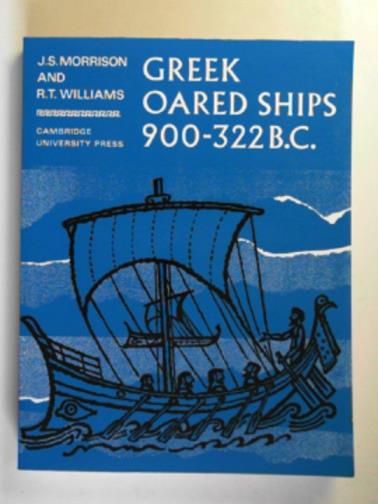 J.S. MORRISON
AND
R.T. WILLIAMS
CAMBRIDGE
UNIVERSITY PRESS
GREEK
OARED SHIPS
900-322 B.C.